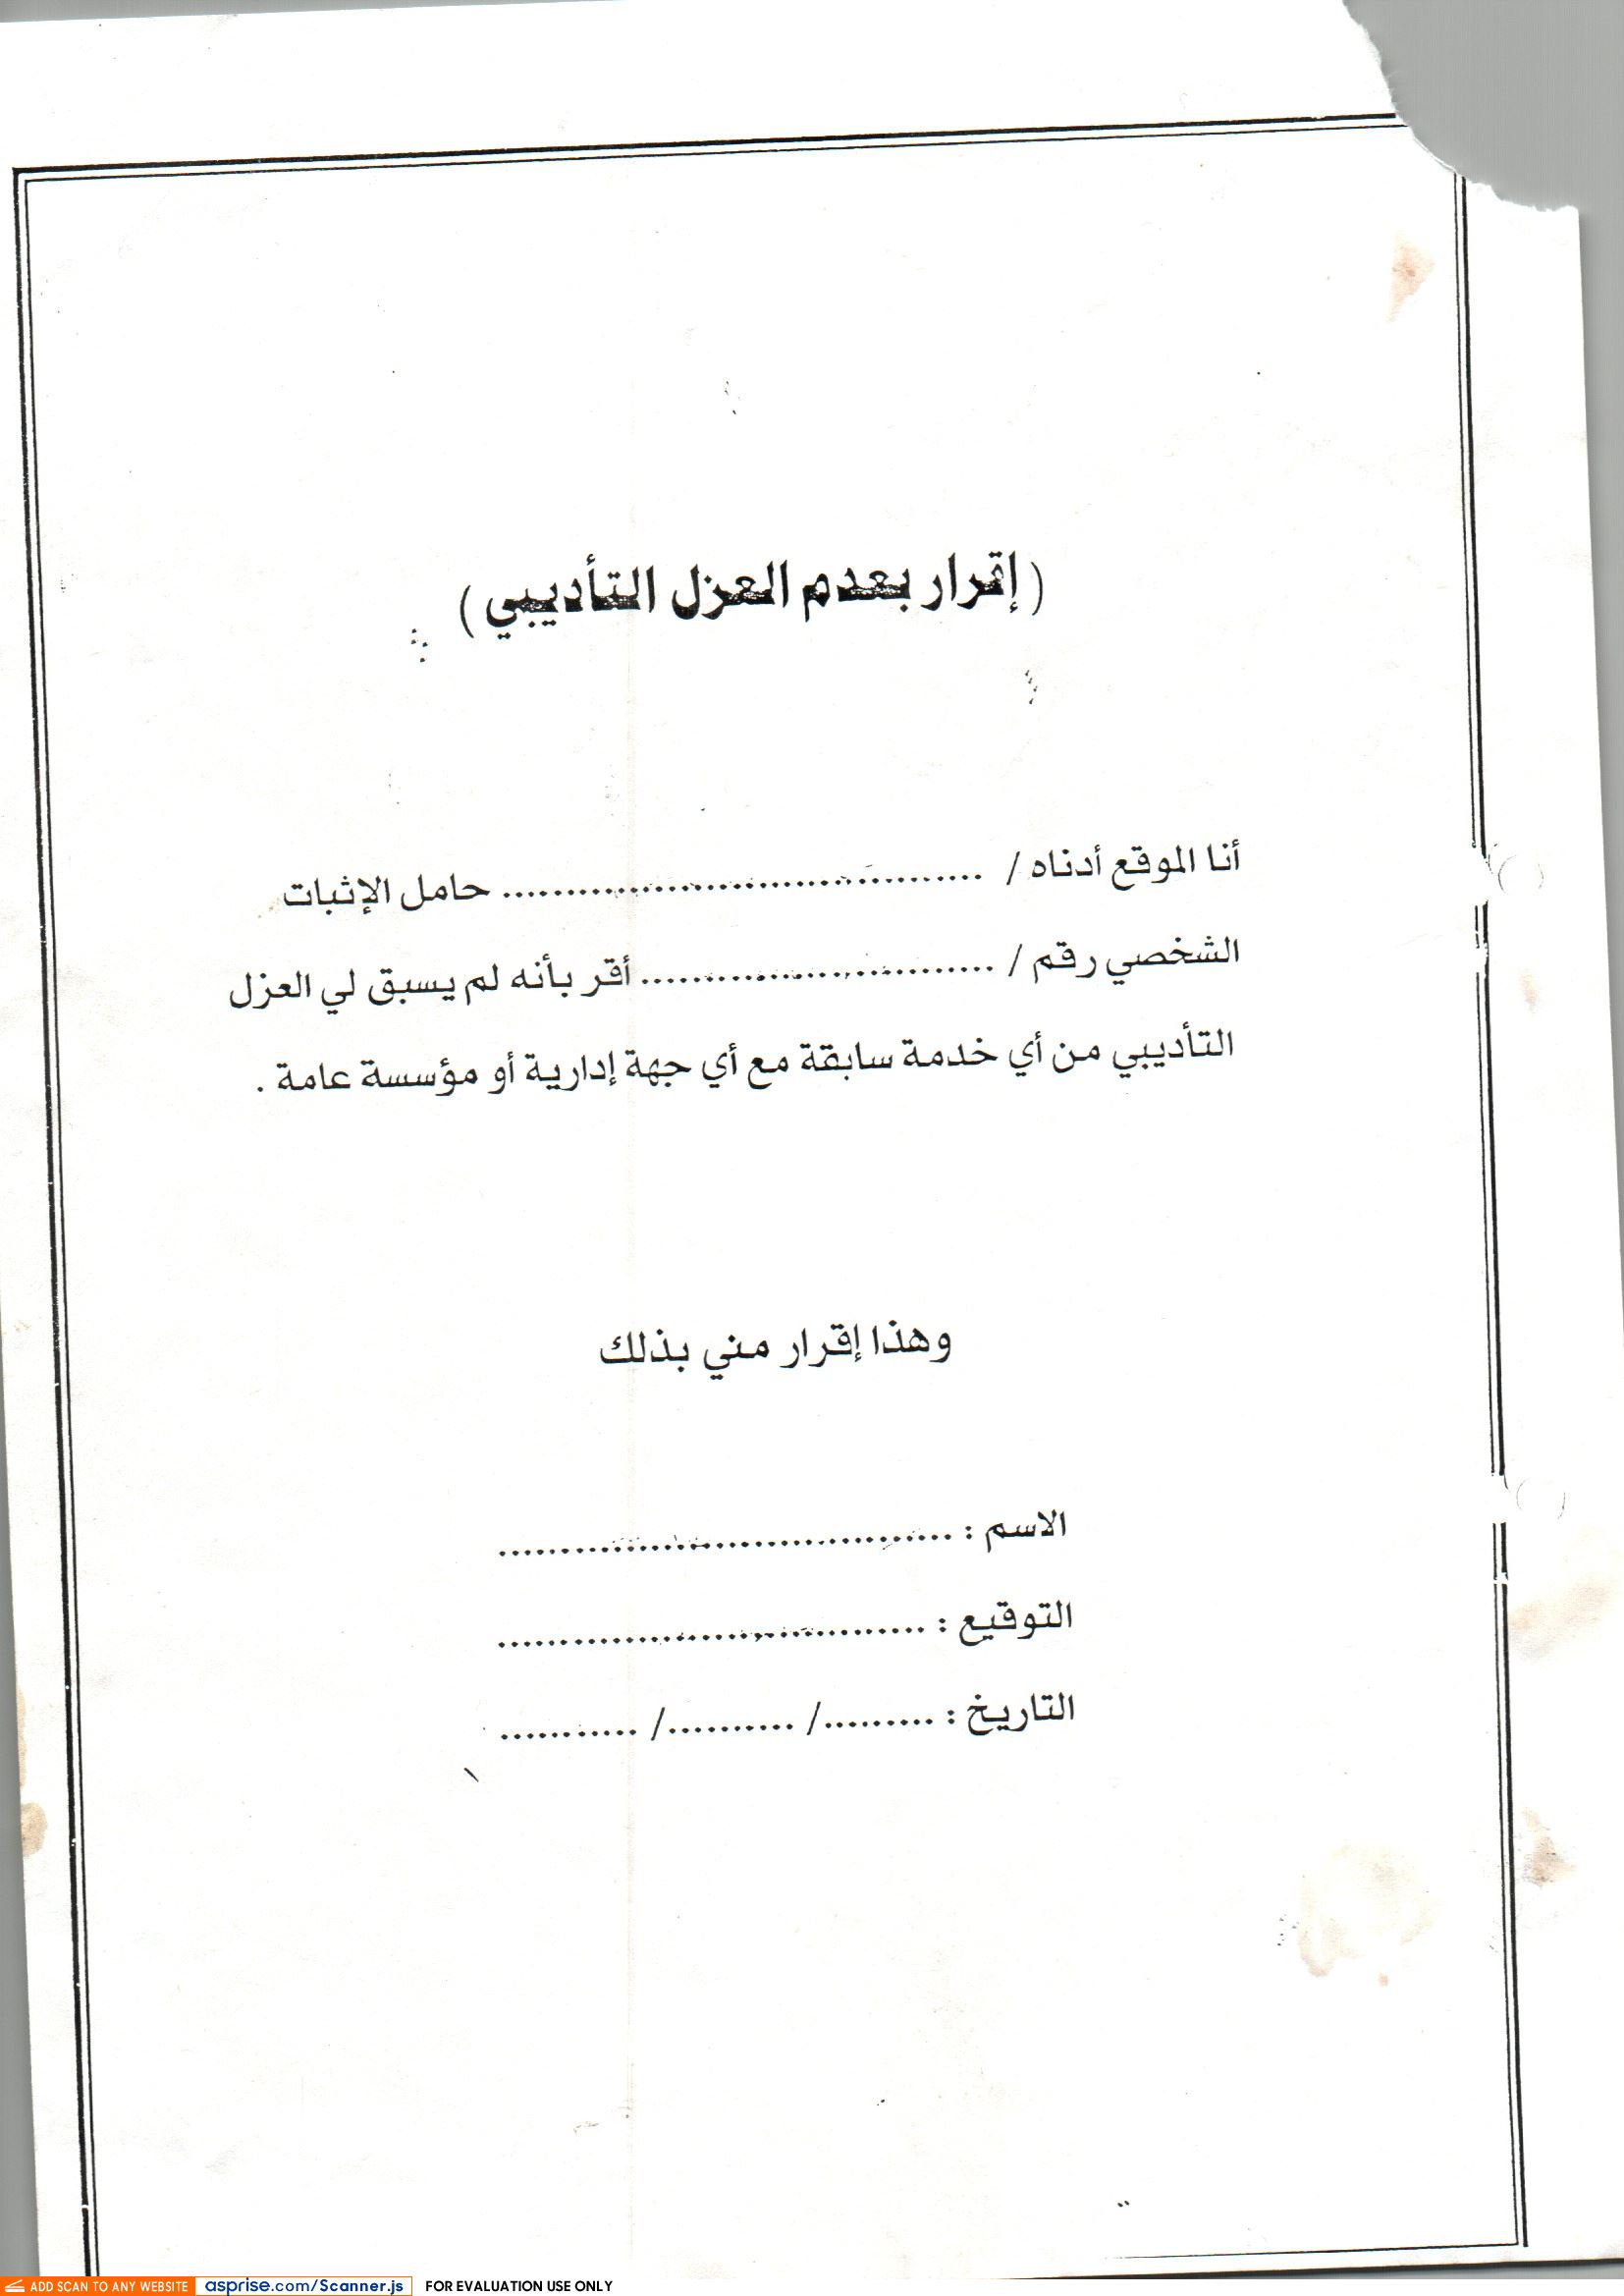 ( إقرار بعدم العزل التأديبي )
أنا الموقع أدناه / ...................................... حامل الإثبات
الشخصي رقم / ............................ أقر بأنه لم يسبق لي العزل
التأديبي من أي خدمة سابقة مع أي جهة إدارية أو مؤسسة عامة .
وهذا إقرار مني بذلك
الاسم : ....................................
التوقيع : ..................................
التاريخ : ........./ ........../ ...........
ADD SCAN TO ANY WEBSITE asprise.com/Scanner.js FOR EVALUATION USE ONLY